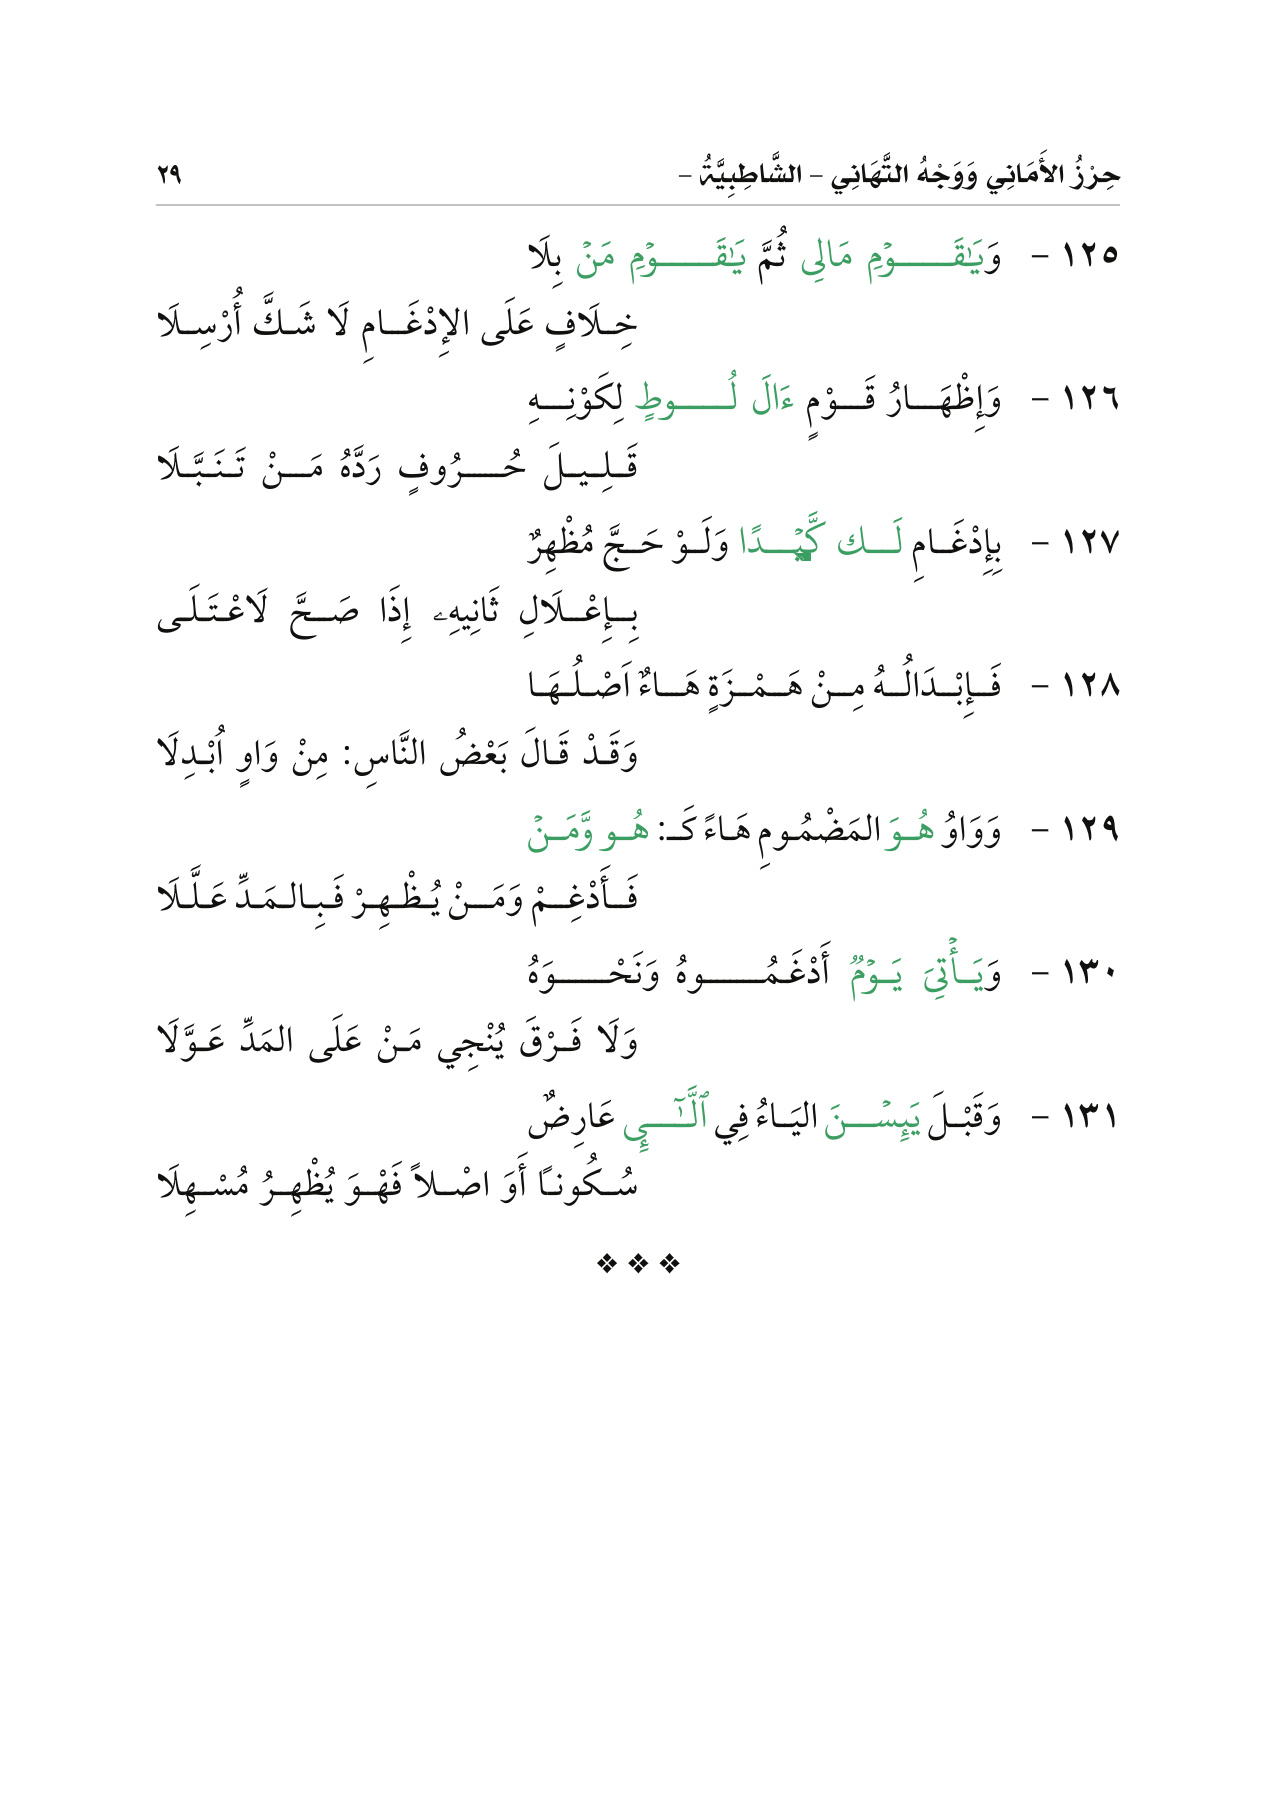 حِرْزُ الأَمَانِي وَوَجْهُ التَّهَانِي – الشَّاطِبِيَّةُ – ٢٩
١٢٥ – وَيَٰقَوْمِ مَالِي ثُمَّ يَٰقَوْمِ مَنْ بِلَا
خِلَافٍ عَلَى الإِدْغَامِ لَا شَكَّ أُرْسِلَا
١٢٦ – وَإِظْهَارُ قَوْمٍ ءَالَ لُوطٍ لِكَوْنِهِ
قَلِيلَ حُرُوفٍ رَدَّهُ مَنْ تَنَبَّلَا
١٢٧ – بِإِدْغَامِ لَك كَّيْدًا وَلَوْ حَجَّ مُظْهِرٌ
بِإِعْلَالِ ثَانِيهِۦ إِذَا صَحَّ لَاعْتَلَى
١٢٨ – فَإِبْدَالُهُ مِنْ هَمْزَةٍ هَاءٌ اَصْلُهَا
وَقَدْ قَالَ بَعْضُ النَّاسِ: مِنْ وَاوٍ اُبْدِلَا
١٢٩ – وَوَاوُ هُوَ المَضْمُومِ هَاءً كَـ: هُو وَّمَنْ
فَأَدْغِمْ وَمَنْ يُظْهِرْ فَبِالمَدِّ عَلَّلَا
١٣٠ – وَيَأْتِيَ يَوْمٌ أَدْغَمُوهُ وَنَحْوَهُ
وَلَا فَرْقَ يُنْجِي مَنْ عَلَى المَدِّ عَوَّلَا
١٣١ – وَقَبْلَ يَئِسْنَ اليَاءُ فِي ٱلَّٰٓـِٔي عَارِضٌ
سُكُونًا أَوَ اصْلاً فَهْوَ يُظْهِرُ مُسْهِلَا
❖ ❖ ❖